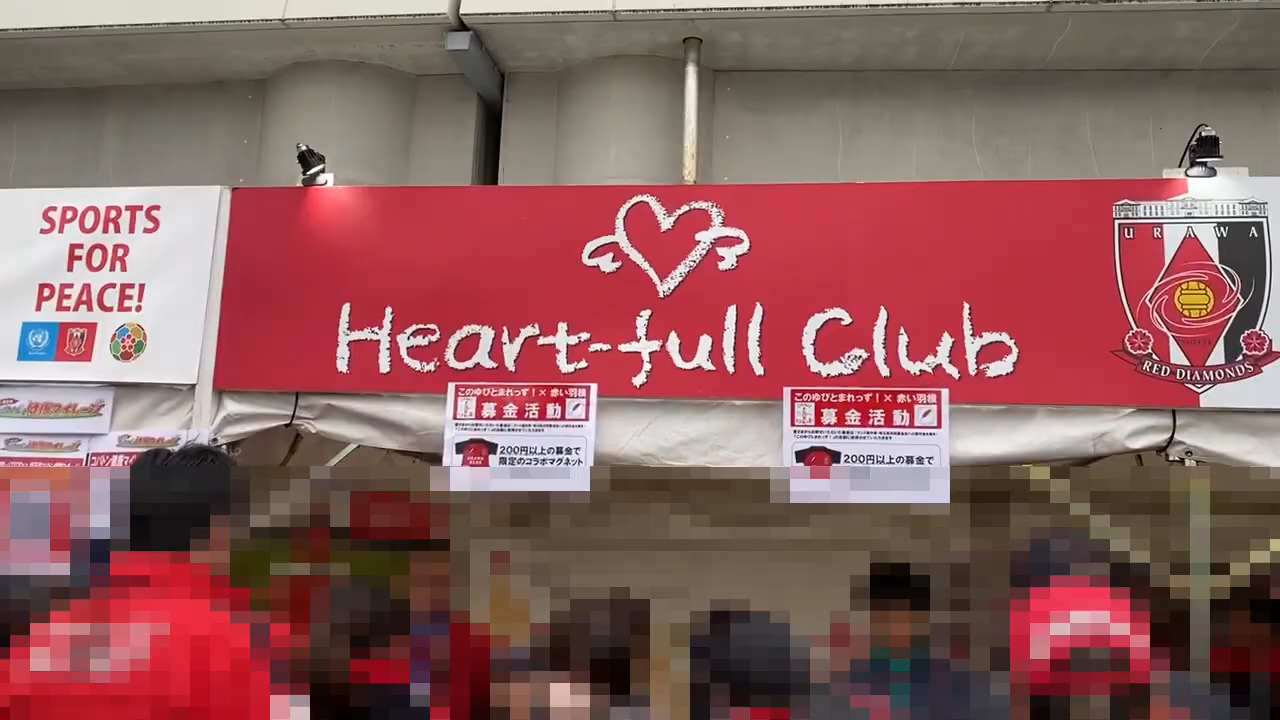 SPORTS
FOR
PEACE!
Heart-full Club
URAWA
RED DIAMONDS
このゆびとまれっず!×赤い羽根
募金活動
200円以上の募金で
限定のコラボマグネット
このゆびとまれっず!×赤い羽根
募金活動
200円以上の募金で